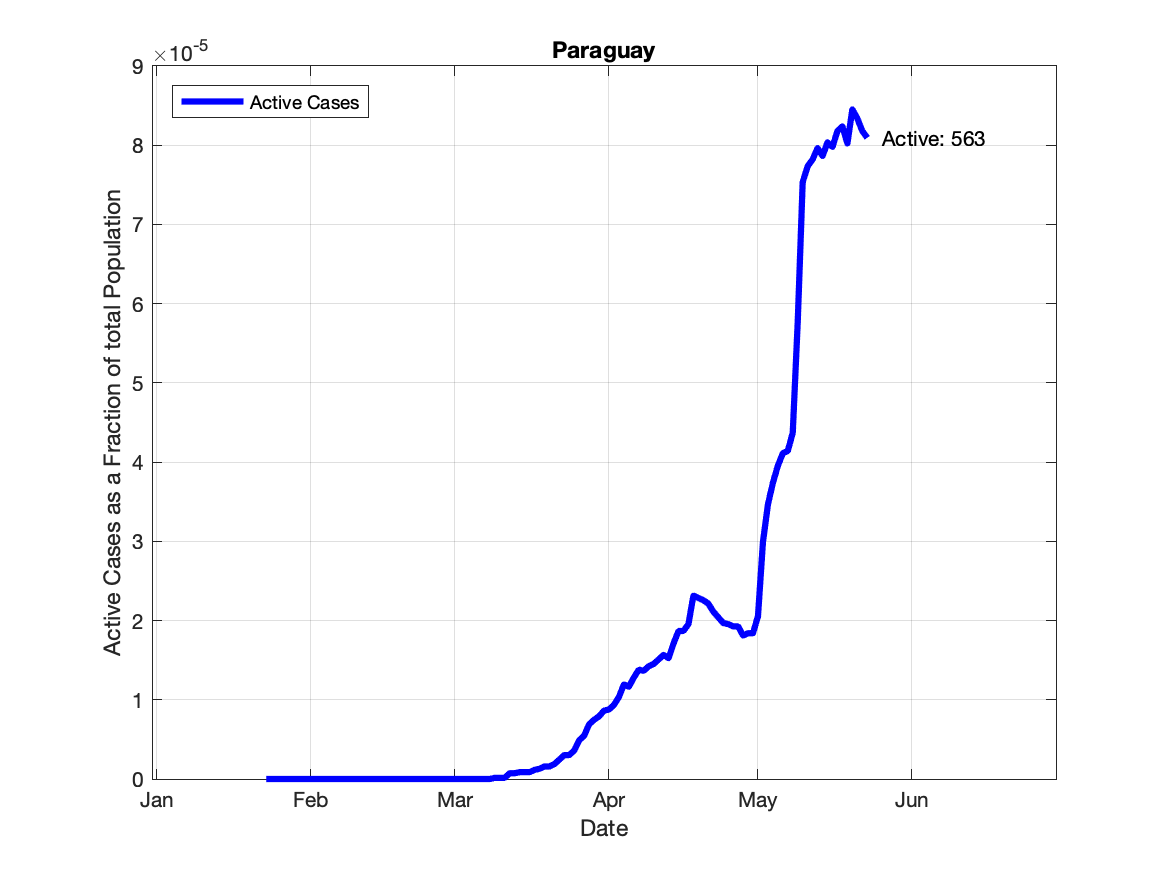 Paraguay
×10-5
9
8
7
6
5
4
3
2
1
0
Active Cases as a Fraction of total Population
Active Cases
Active: 563
Jan Feb Mar Apr May Jun
Date